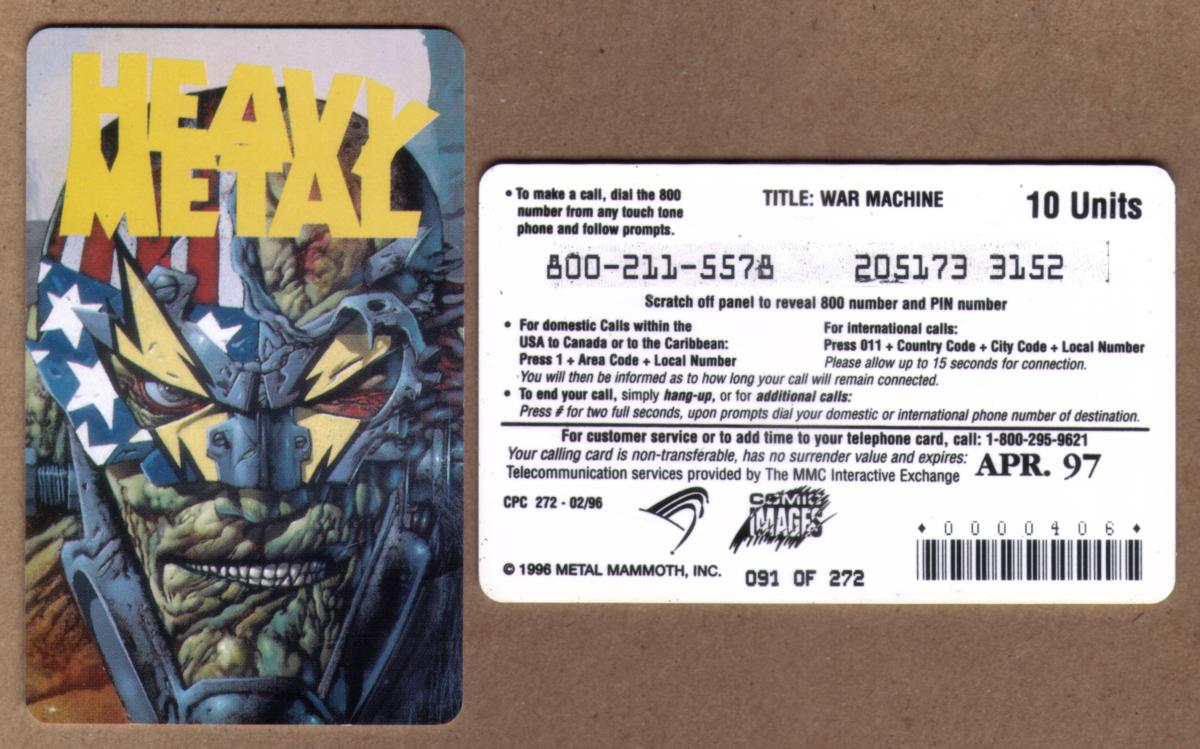 HEAVY
METAL
• To make a call, dial the 800
number from any touch tone
phone and follow prompts.
TITLE: WAR MACHINE
10 Units
800-211-5578 205173 3152
Scratch off panel to reveal 800 number and PIN number
• For domestic Calls within the
USA to Canada or to the Caribbean:
Press 1 + Area Code + Local Number
For international calls:
Press 011 + Country Code + City Code + Local Number
Please allow up to 15 seconds for connection.
You will then be informed as to how long your call will remain connected.
• To end your call, simply hang-up, or for additional calls:
Press # for two full seconds, upon prompts dial your domestic or international phone number of destination.
For customer service or to add time to your telephone card, call: 1-800-295-9621
Your calling card is non-transferable, has no surrender value and expires: APR. 97
Telecommunication services provided by The MMC Interactive Exchange
CPC 272 - 02/96
COMIC
IMAGES
♦ 0000406 ♦
© 1996 METAL MAMMOTH, INC.
091 OF 272